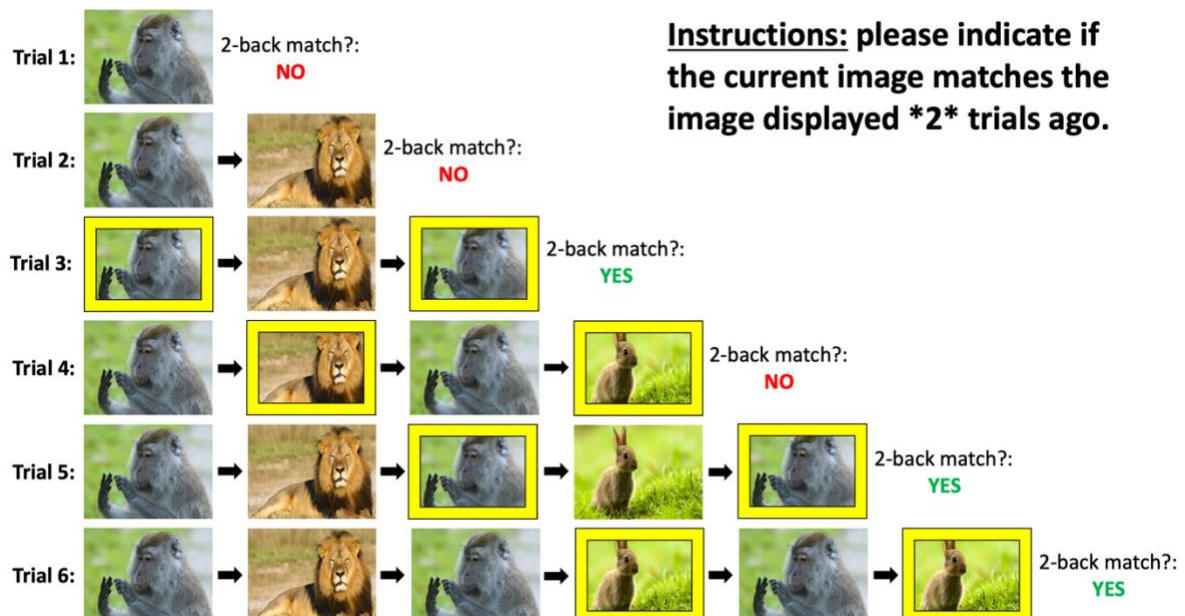 Instructions: please indicate if
the current image matches the
image displayed *2* trials ago.
Trial 1:
2-back match?:
NO
Trial 2:
2-back match?:
NO
Trial 3:
2-back match?:
YES
Trial 4:
2-back match?:
NO
Trial 5:
2-back match?:
YES
Trial 6:
2-back match?:
YES